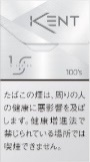 KENT
100's
たばこの煙は、周りの人
の健康に悪影響を及ぼ
します。健康増進法で
禁じられている場所では
喫煙できません。